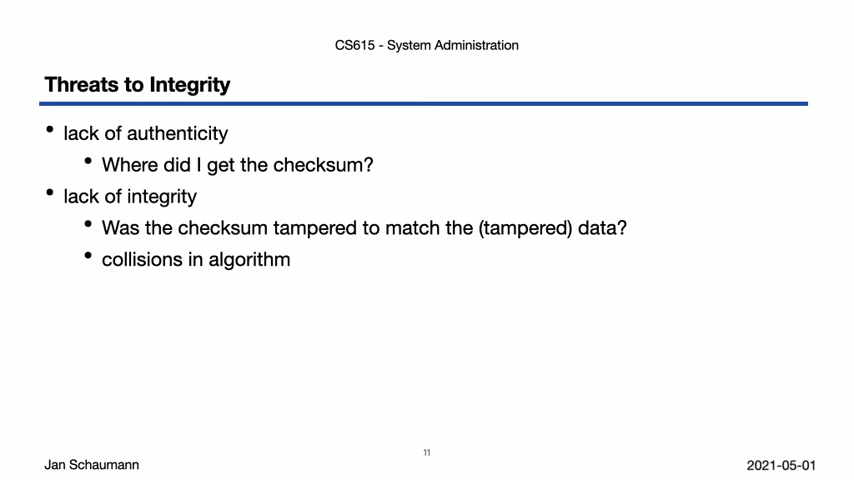 CS615 - System Administration
Threats to Integrity
• lack of authenticity
• Where did I get the checksum?
• lack of integrity
• Was the checksum tampered to match the (tampered) data?
• collisions in algorithm
11
Jan Schaumann
2021-05-01